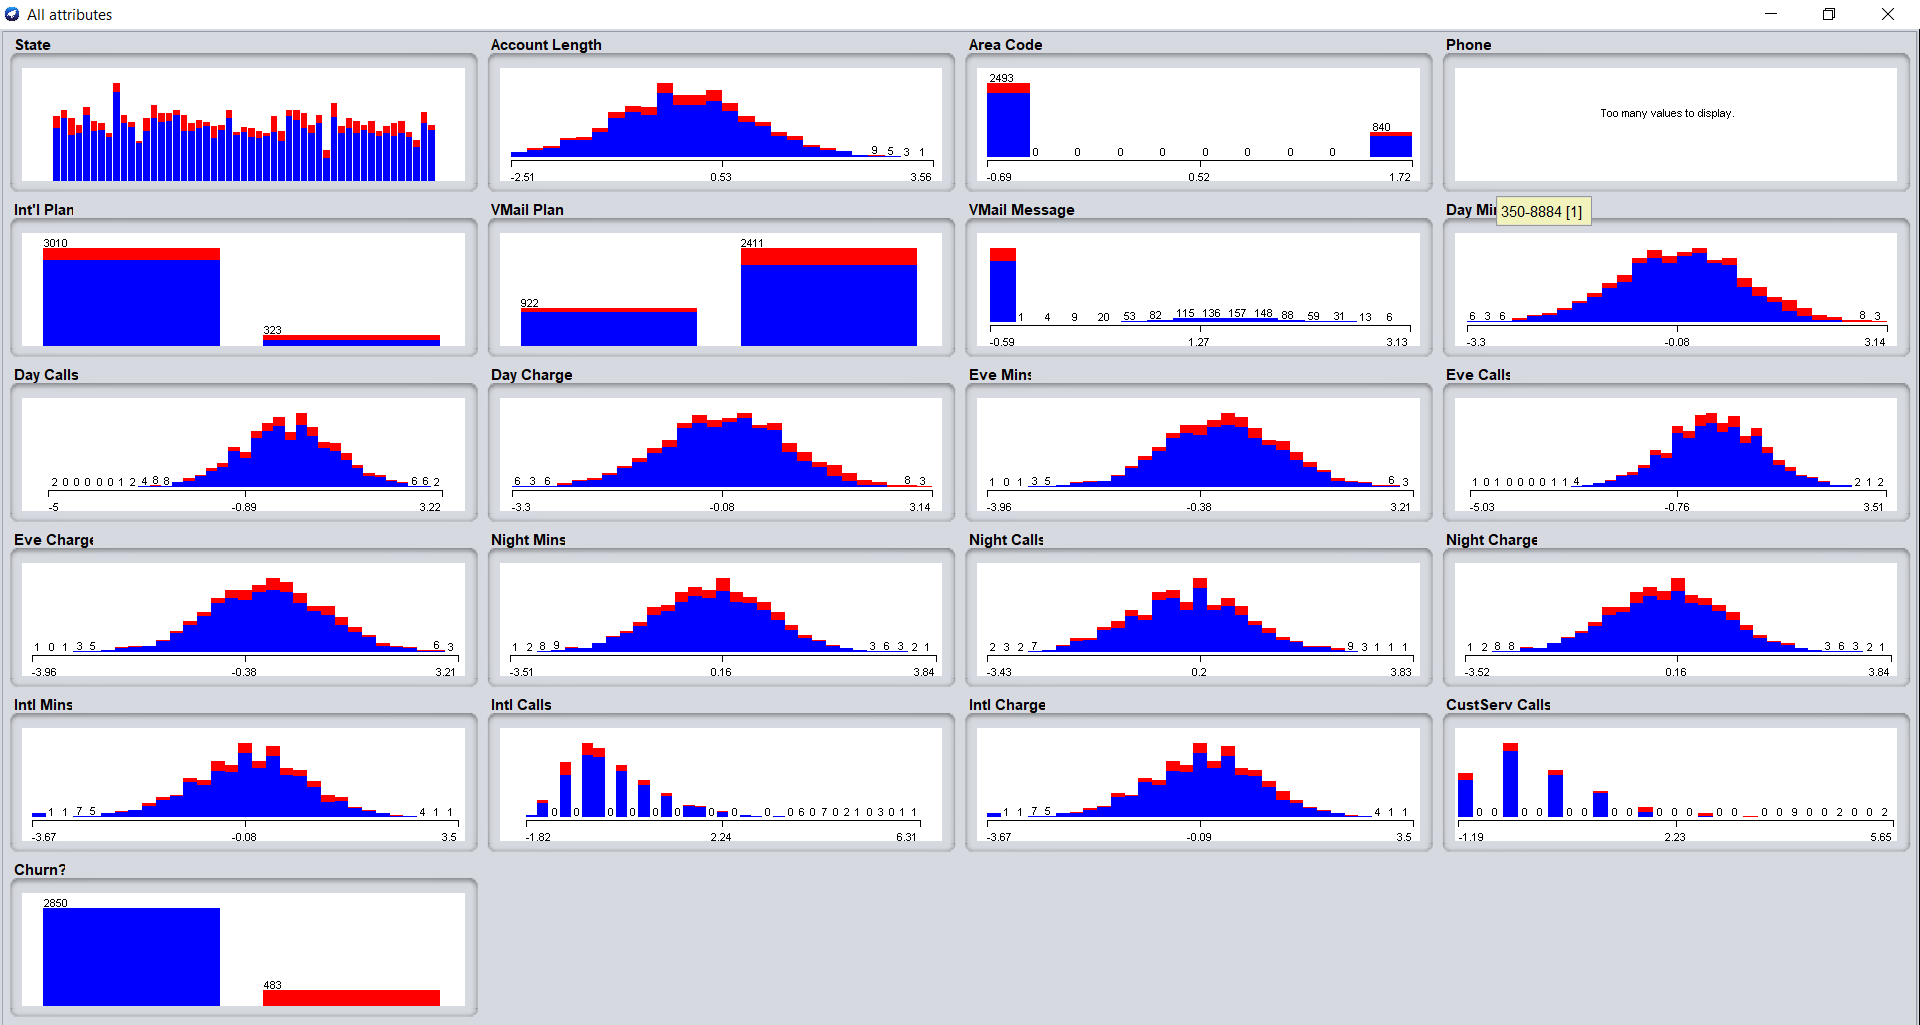 All attributes
State
Account Length
Area Code
Phone
-2.51 0.53 3.56
9 5 3 1
2493
840
0 0 0 0 0 0 0 0
-0.69 0.52 1.72
Too many values to display.
Int'l Plan
VMail Plan
VMail Message
Day Min
350-8884 [1]
3010
323
922
2411
1 4 9 20 53 82 115 136 157 148 88 59 31 13 6
-0.59 1.27 3.13
6 3 6 8 3
-3.3 -0.08 3.14
Day Calls
Day Charge
Eve Mins
Eve Calls
2 0 0 0 0 0 1 2 4 8 8 6 6 2
-5 -0.89 3.22
6 3 6 8 3
-3.3 -0.08 3.14
1 0 1 3 5 6 3
-3.96 -0.38 3.21
1 0 1 0 0 0 0 1 1 4 2 1 2
-5.03 -0.76 3.51
Eve Charge
Night Mins
Night Calls
Night Charge
1 0 1 3 5 6 3
-3.96 -0.38 3.21
1 2 8 9 3 6 3 2 1
-3.51 0.16 3.84
2 3 2 7 9 3 1 1 1
-3.43 0.2 3.83
1 2 8 8 3 6 3 2 1
-3.52 0.16 3.84
Intl Mins
Intl Calls
Intl Charge
CustServ Calls
1 1 7 5 4 1 1
-3.67 -0.08 3.5
0 0 0 0 0 0 0 0 0 6 0 7 0 2 1 0 3 0 1 1
-1.82 2.24 6.31
1 1 7 5 4 1 1
-3.67 -0.09 3.5
0 0 0 0 0 0 0 0 0 0 0 0 0 9 0 0 2 0 0 2
-1.19 2.23 5.65
Churn?
2850
483